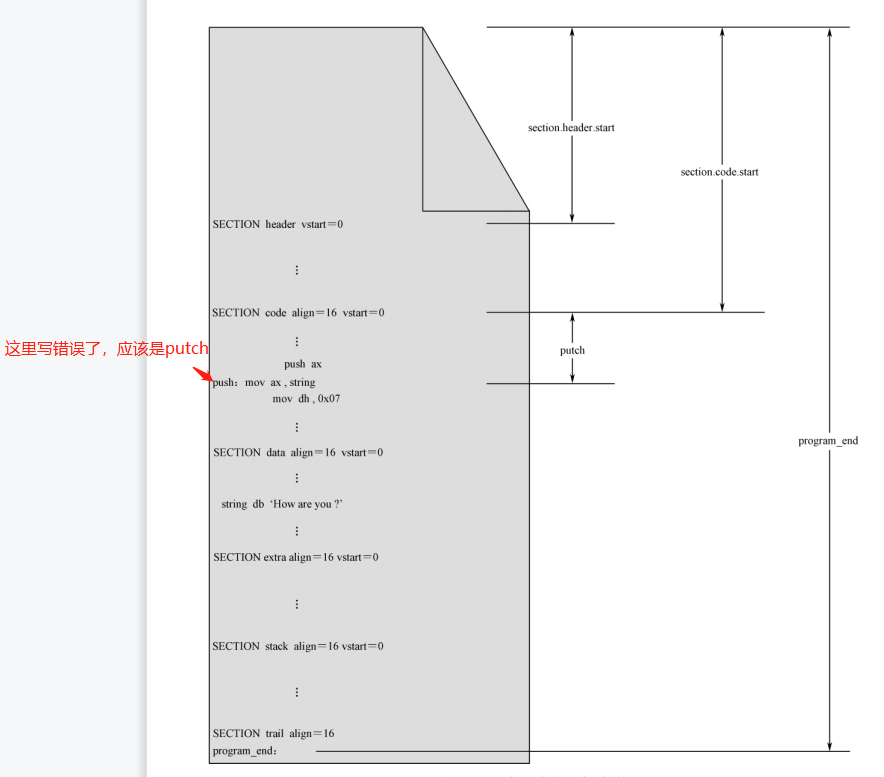 section.header.start
section.code.start
SECTION header vstart=0
⋮
SECTION code align=16 vstart=0
⋮
这里写错误了，应该是putch
push ax
putch
push：mov ax , string
mov dh , 0x07
⋮
program_end
SECTION data align=16 vstart=0
⋮
string db ‘How are you ?’
⋮
SECTION extra align=16 vstart=0
⋮
SECTION stack align=16 vstart=0
⋮
SECTION trail align=16
program_end：